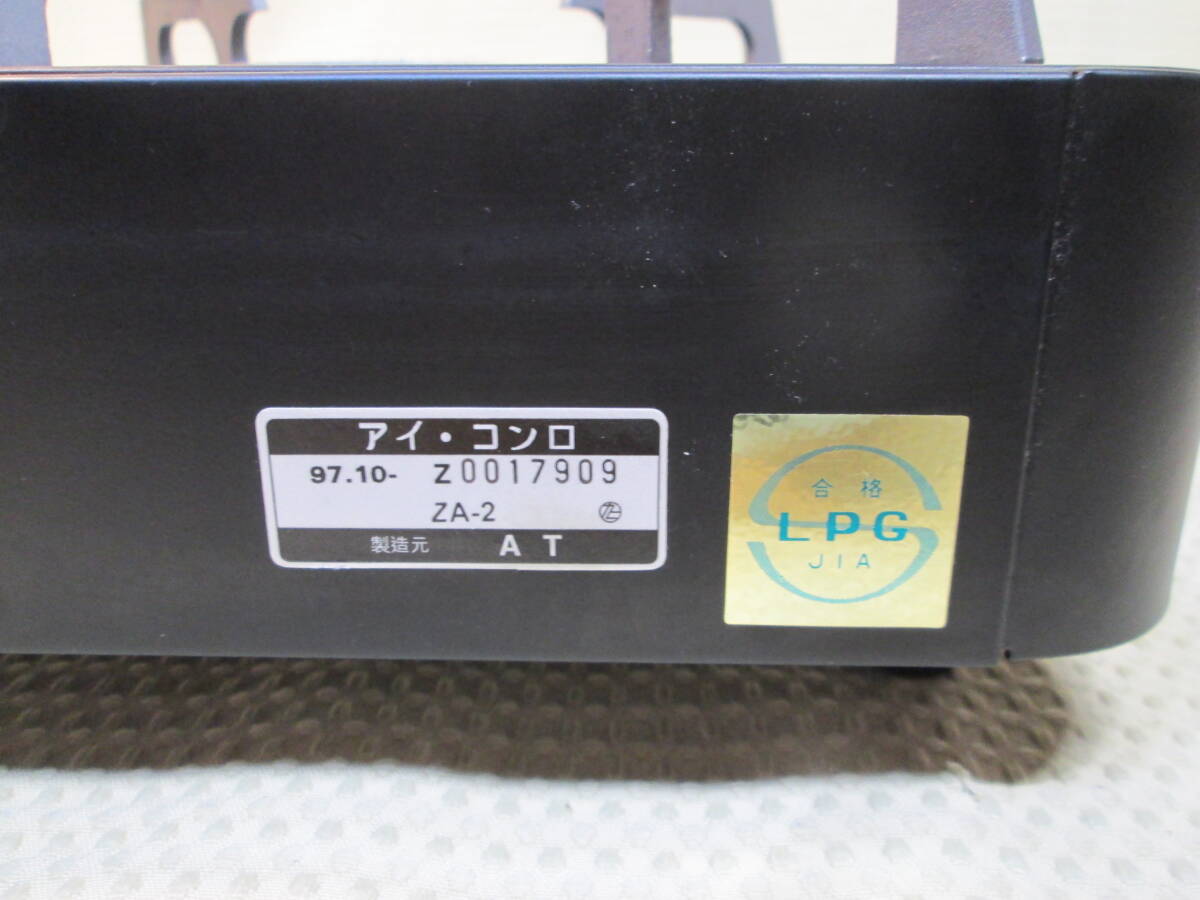 アイ・コンロ
97.10- Z0017909
ZA-2
製造元 AT
合格
LPG
JIA